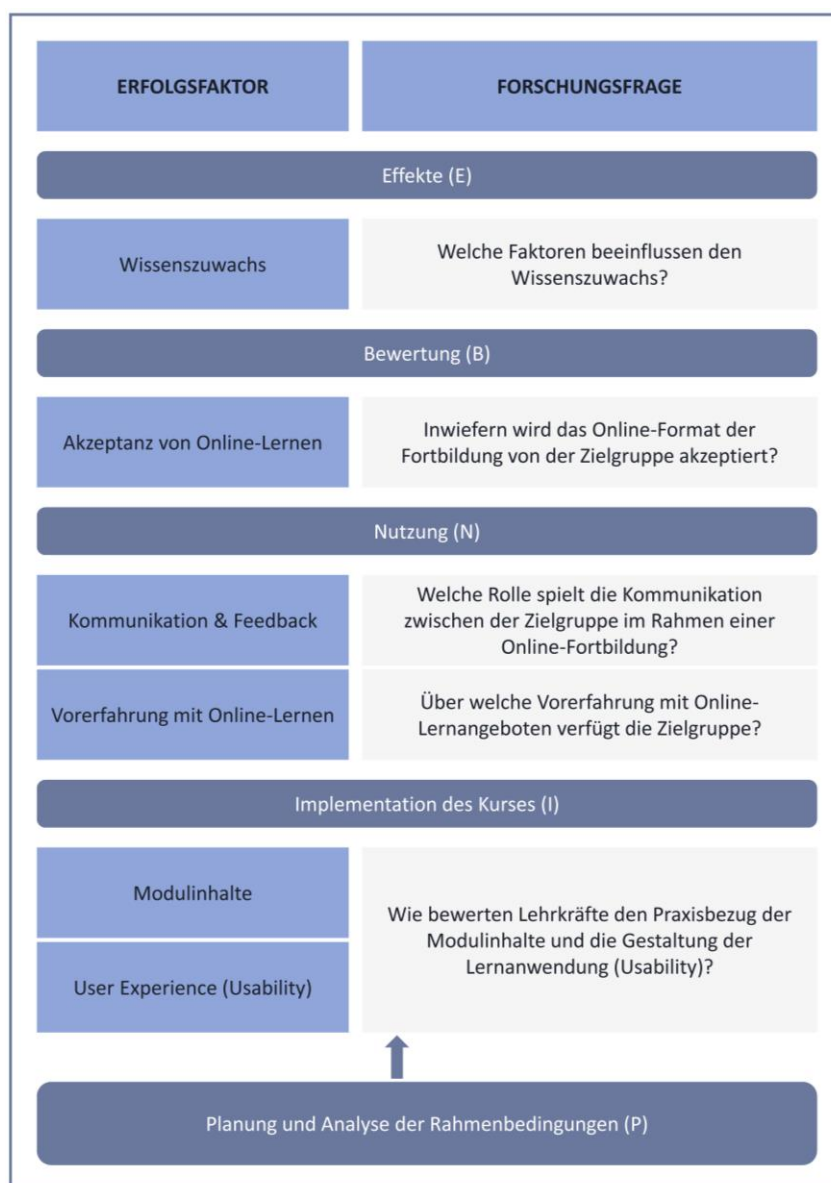 ERFOLGSFAKTOR
FORSCHUNGSFRAGE
Effekte (E)
Wissenszuwachs
Welche Faktoren beeinflussen den
Wissenszuwachs?
Bewertung (B)
Akzeptanz von Online-Lernen
Inwiefern wird das Online-Format der
Fortbildung von der Zielgruppe akzeptiert?
Nutzung (N)
Kommunikation & Feedback
Welche Rolle spielt die Kommunikation
zwischen der Zielgruppe im Rahmen einer
Online-Fortbildung?
Vorerfahrung mit Online-Lernen
Über welche Vorerfahrung mit Online-
Lernangeboten verfügt die Zielgruppe?
Implementation des Kurses (I)
Modulinhalte
User Experience (Usability)
Wie bewerten Lehrkräfte den Praxisbezug der
Modulinhalte und die Gestaltung der
Lernanwendung (Usability)?
Planung und Analyse der Rahmenbedingungen (P)